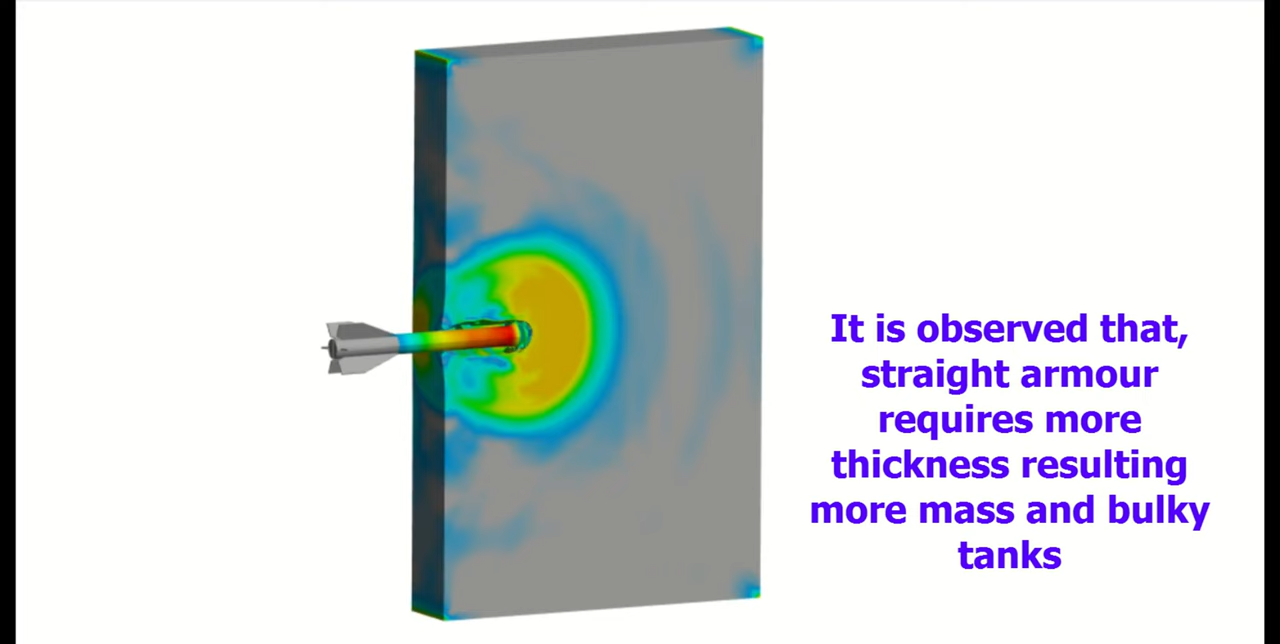 It is observed that,
straight armour
requires more
thickness resulting
more mass and bulky
tanks